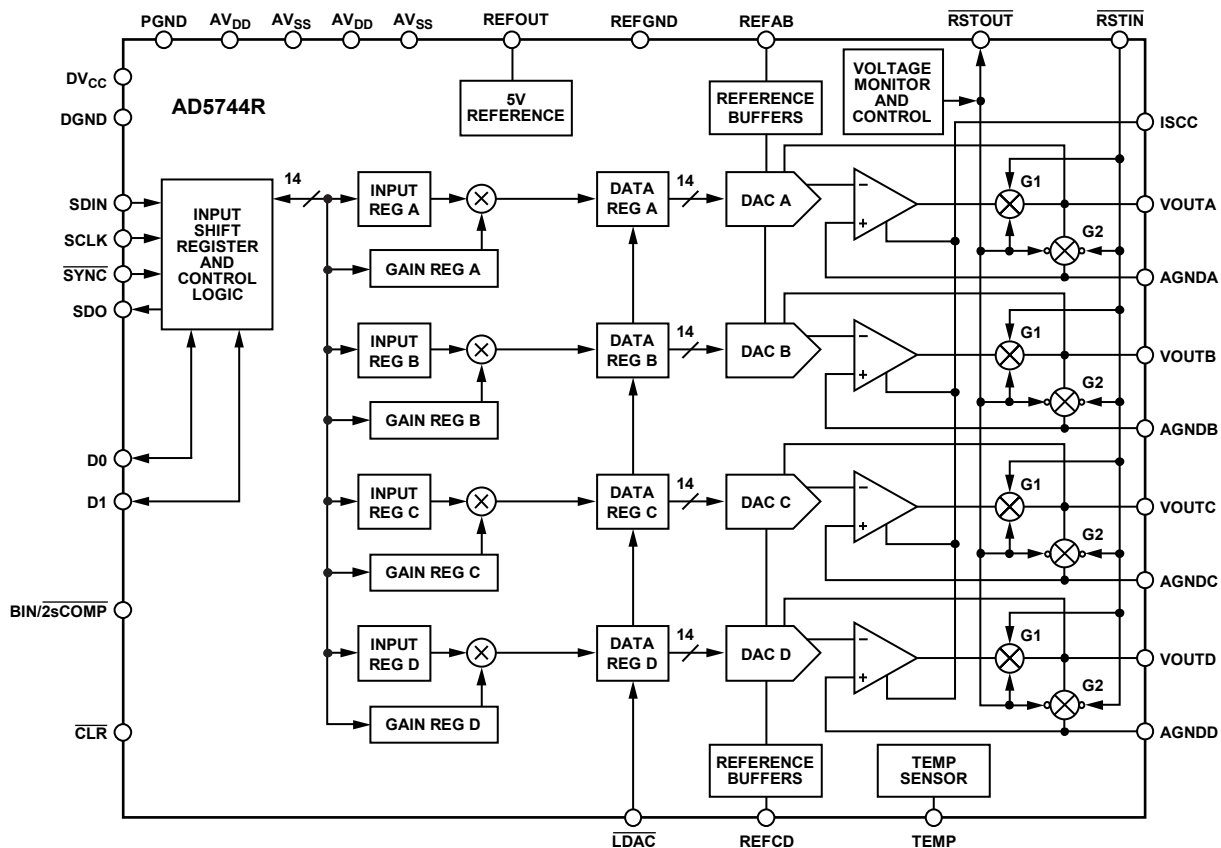 PGND AVDD AVSS AVDD AVSS REFOUT REFGND REFAB RSTOUT RSTIN
DVCC
DGND
AD5744R
5V
REFERENCE
REFERENCE
BUFFERS
VOLTAGE
MONITOR
AND
CONTROL
ISCC
SDIN
SCLK
SYNC
SDO
INPUT
SHIFT
REGISTER
AND
CONTROL
LOGIC
14
INPUT
REG A
GAIN REG A
DATA
REG A
14
DAC A
G1
G2
VOUTA
AGNDA
INPUT
REG B
GAIN REG B
DATA
REG B
14
DAC B
G1
G2
VOUTB
AGNDB
D0
D1
INPUT
REG C
GAIN REG C
DATA
REG C
14
DAC C
G1
G2
VOUTC
AGNDC
BIN/2sCOMP
CLR
INPUT
REG D
GAIN REG D
DATA
REG D
14
DAC D
G1
G2
VOUTD
AGNDD
REFERENCE
BUFFERS
TEMP
SENSOR
LDAC REFCD TEMP